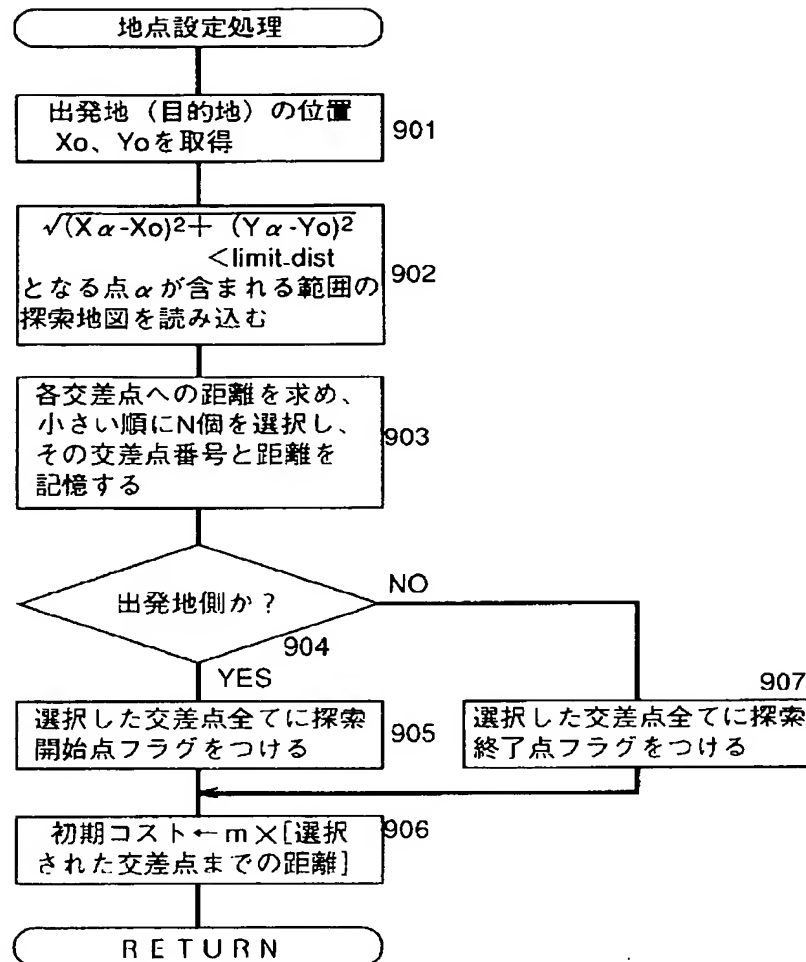 地点設定処理
出発地（目的地）の位置
Xo、Yoを取得
901
√(Xα-Xo)2+ (Yα-Yo)2
<limit-dist
となる点αが含まれる範囲の
探索地図を読み込む
902
各交差点への距離を求め、
小さい順にN個を選択し、
その交差点番号と距離を
記憶する
903
出発地側か？
904
NO
YES
選択した交差点全てに探索
開始点フラグをつける
905
907
選択した交差点全てに探索
終了点フラグをつける
初期コスト←m×[選択
された交差点までの距離]
906
RETURN